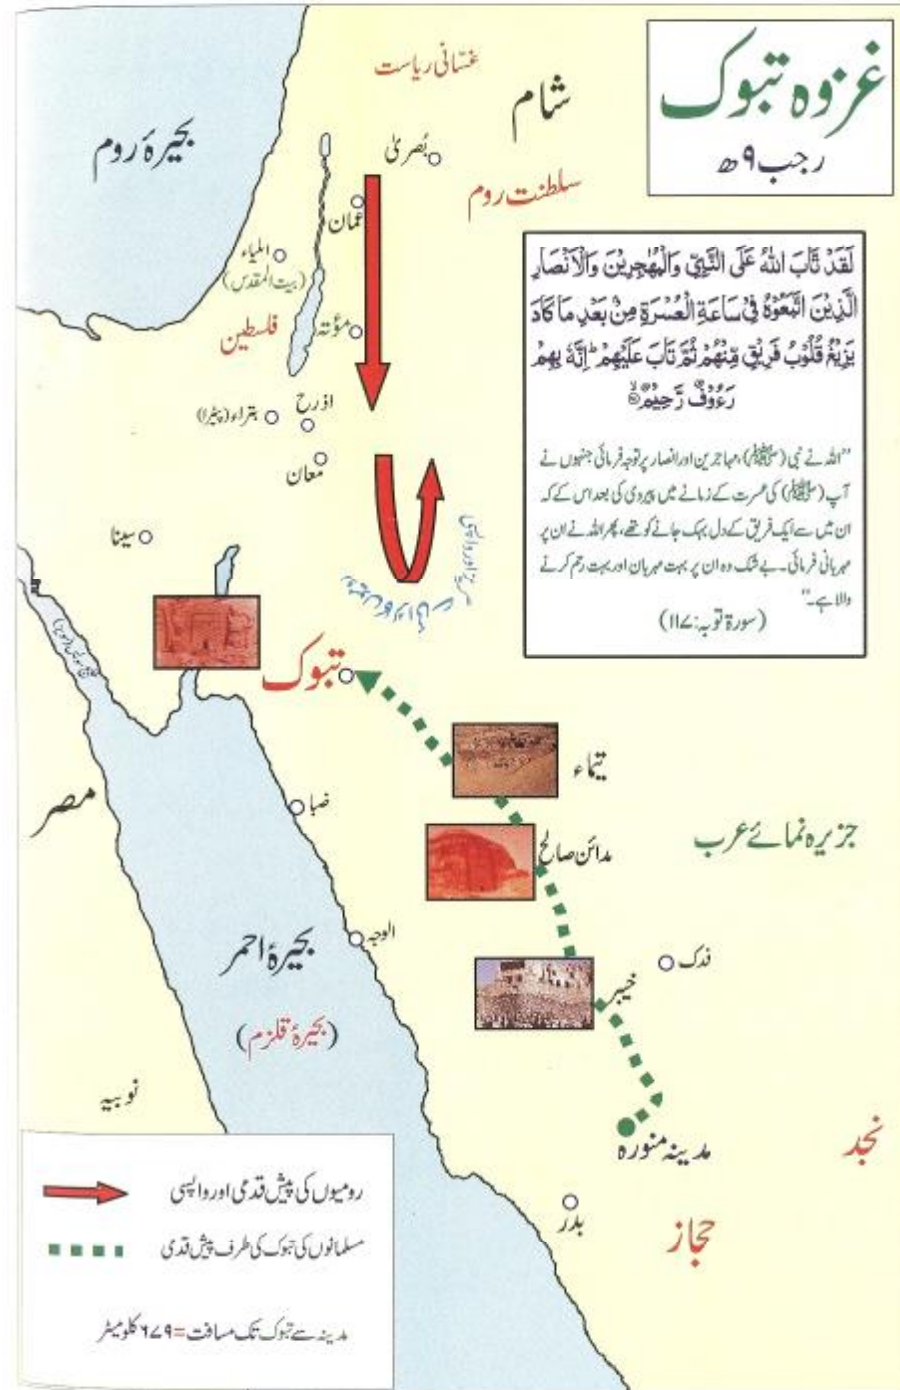 غزوہ تبوک
رجب ۹ھ
لَقَدْ تَّابَ اللّٰهُ عَلَى النَّبِيِّ وَالْمُهٰجِرِيْنَ وَالْاَنْصَارِ
الَّذِيْنَ اتَّبَعُوْهُ فِيْ سَاعَةِ الْعُسْرَةِ مِنْۢ بَعْدِ مَا كَادَ
يَزِيْغُ قُلُوْبُ فَرِيْقٍ مِّنْهُمْ ثُمَّ تَابَ عَلَيْهِمْ ؕ اِنَّهٗ بِهِمْ
رَءُوْفٌ رَّحِيْمٌ
”اللہ نے نبی (ﷺ)، مہاجرین اور انصار پر توجہ فرمائی جنہوں نے
آپ (ﷺ) کی عسرت کے زمانے میں پیروی کی بعد اس کے کہ
ان میں سے ایک فریق کے دل بہک جانے کو تھے، پھر اللہ نے ان پر
مہربانی فرمائی۔ بے شک وہ ان پر بہت مہربان اور بہت رحم کرنے
والا ہے۔“
(سورۃ توبہ: ۱۱۷)
غسّانی ریاست
شام
سلطنت روم
بحیرۂ روم
بُصریٰ
عمان
ایلیاء
(بیت المقدس)
فلسطین
مؤتہ
اذرح
بتراء (پیٹرا)
معان
سینا
اور واپسی
تبوک
تیماء
مدائن صالح
جزیرہ نمائے عرب
مصر
ضبا
الوجہ
بحیرۂ احمر
(بحیرۂ قلزم)
فدک
خیبر
نوبیہ
مدینہ منورہ
نجد
بدر
حجاز
رومیوں کی پیش قدمی اور واپسی
مسلمانوں کی تبوک کی طرف پیش قدمی
مدینہ سے تبوک تک مسافت = ۶۷۹ کلومیٹر